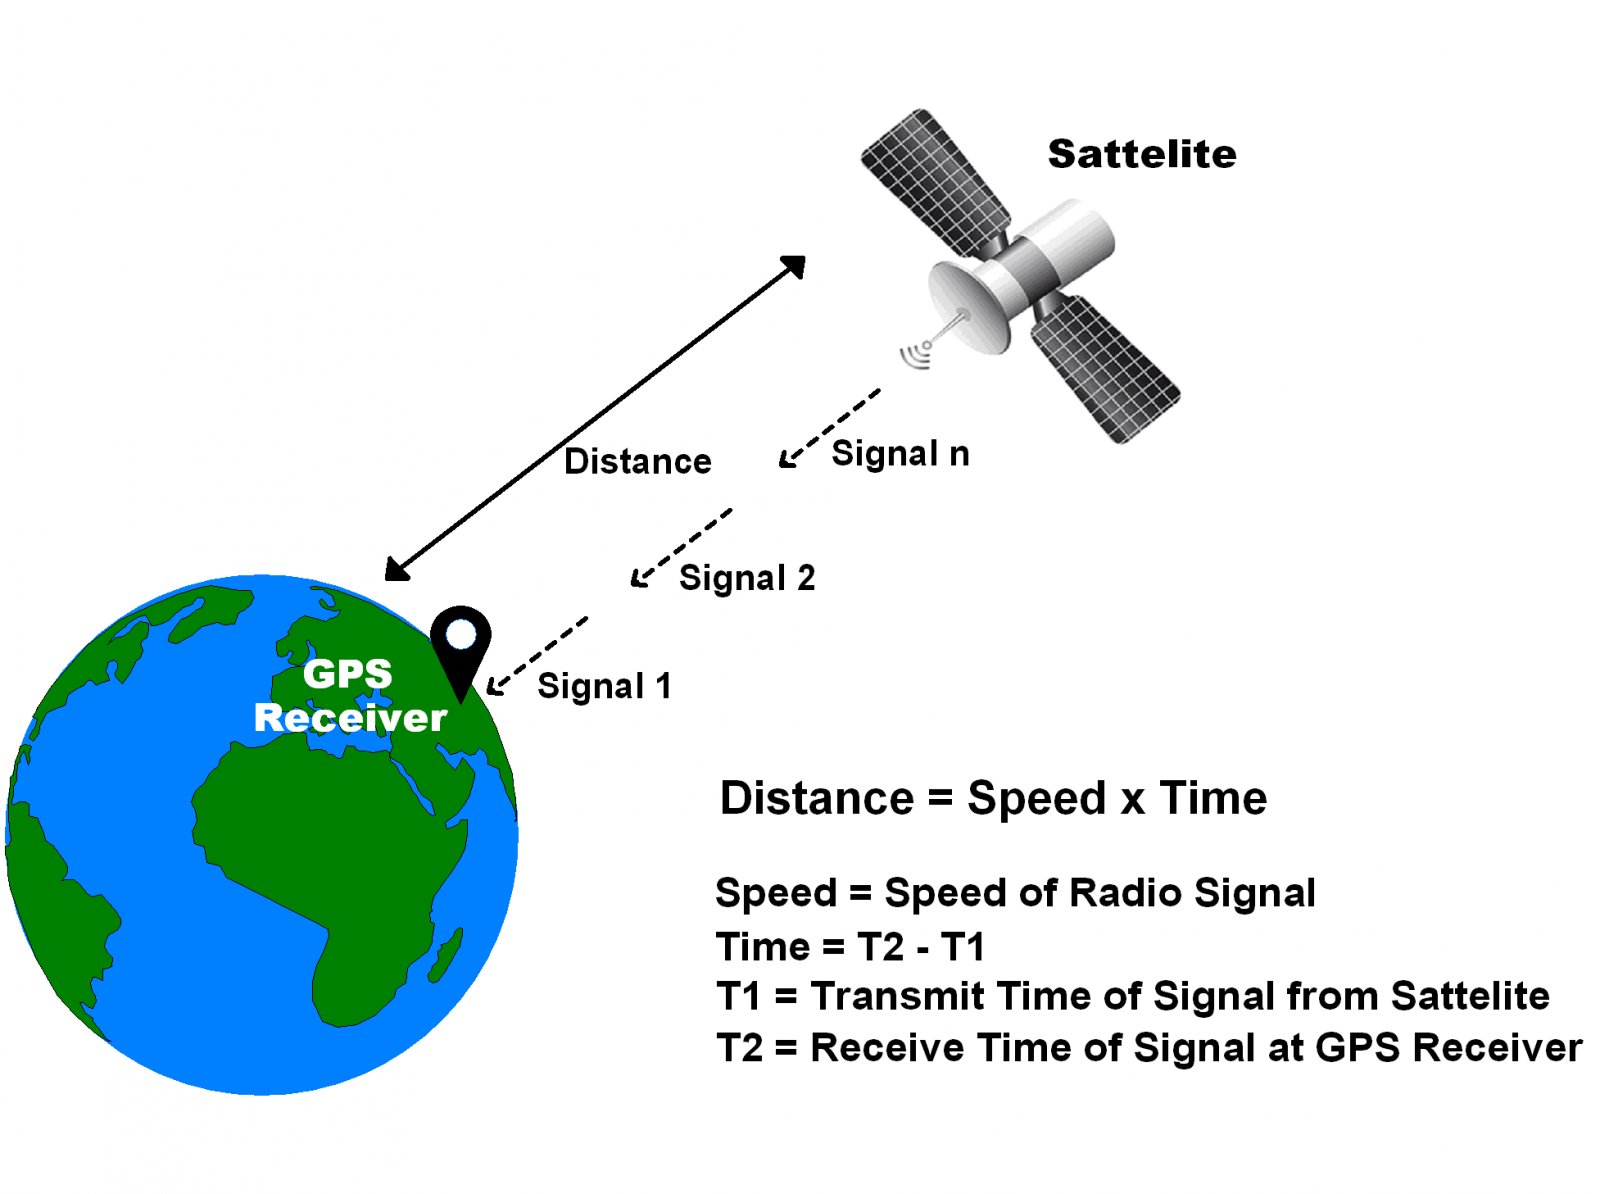 Sattelite
Distance
Signal n
Signal 2
GPS
Receiver
Signal 1
Distance = Speed x Time
Speed = Speed of Radio Signal
Time = T2 - T1
T1 = Transmit Time of Signal from Sattelite
T2 = Receive Time of Signal at GPS Receiver